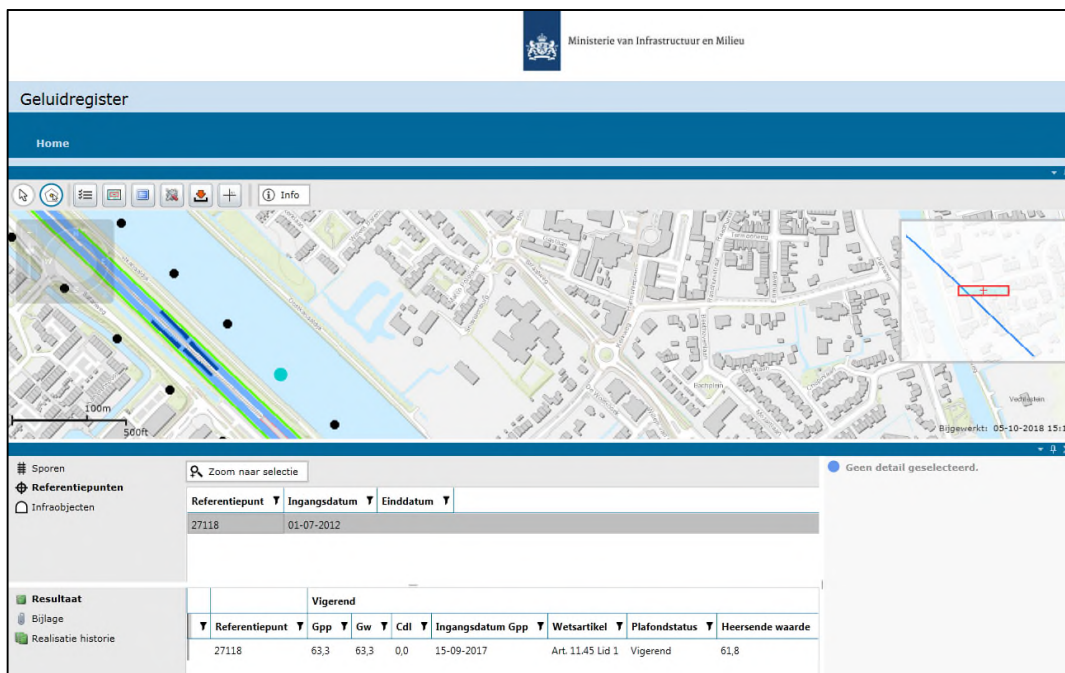 Ministerie van Infrastructuur en Milieu
Geluidregister
Home
Info
100m
500ft
Bachplein
Bijgewerkt: 05-10-2018 15:1
Sporen
Referentiepunten
Infraobjecten
Zoom naar selectie
Referentiepunt Ingangsdatum Einddatum
27118 01-07-2012
Geen detail geselecteerd.
Resultaat
Bijlage
Realisatie historie
Vigerend
Referentiepunt Gpp Gw Cdl Ingangsdatum Gpp Wetsartikel Plafondstatus Heersende waarde
27118 63,3 63,3 0,0 15-09-2017 Art. 11.45 Lid 1 Vigerend 61,8